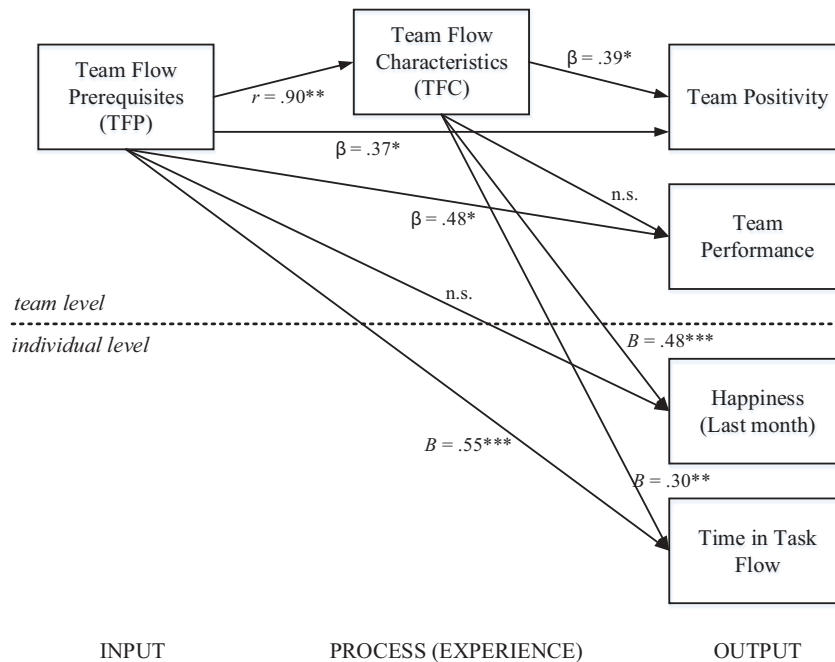 Team Flow
Prerequisites
(TFP)
Team Flow
Characteristics
(TFC)
Team Positivity
r = .90**
β = .39*
β = .37*
Team
Performance
n.s.
β = .48*
n.s.
team level
individual level
B = .48***
Happiness
(Last month)
B = .55***
B = .30**
Time in Task
Flow
INPUT
PROCESS (EXPERIENCE)
OUTPUT